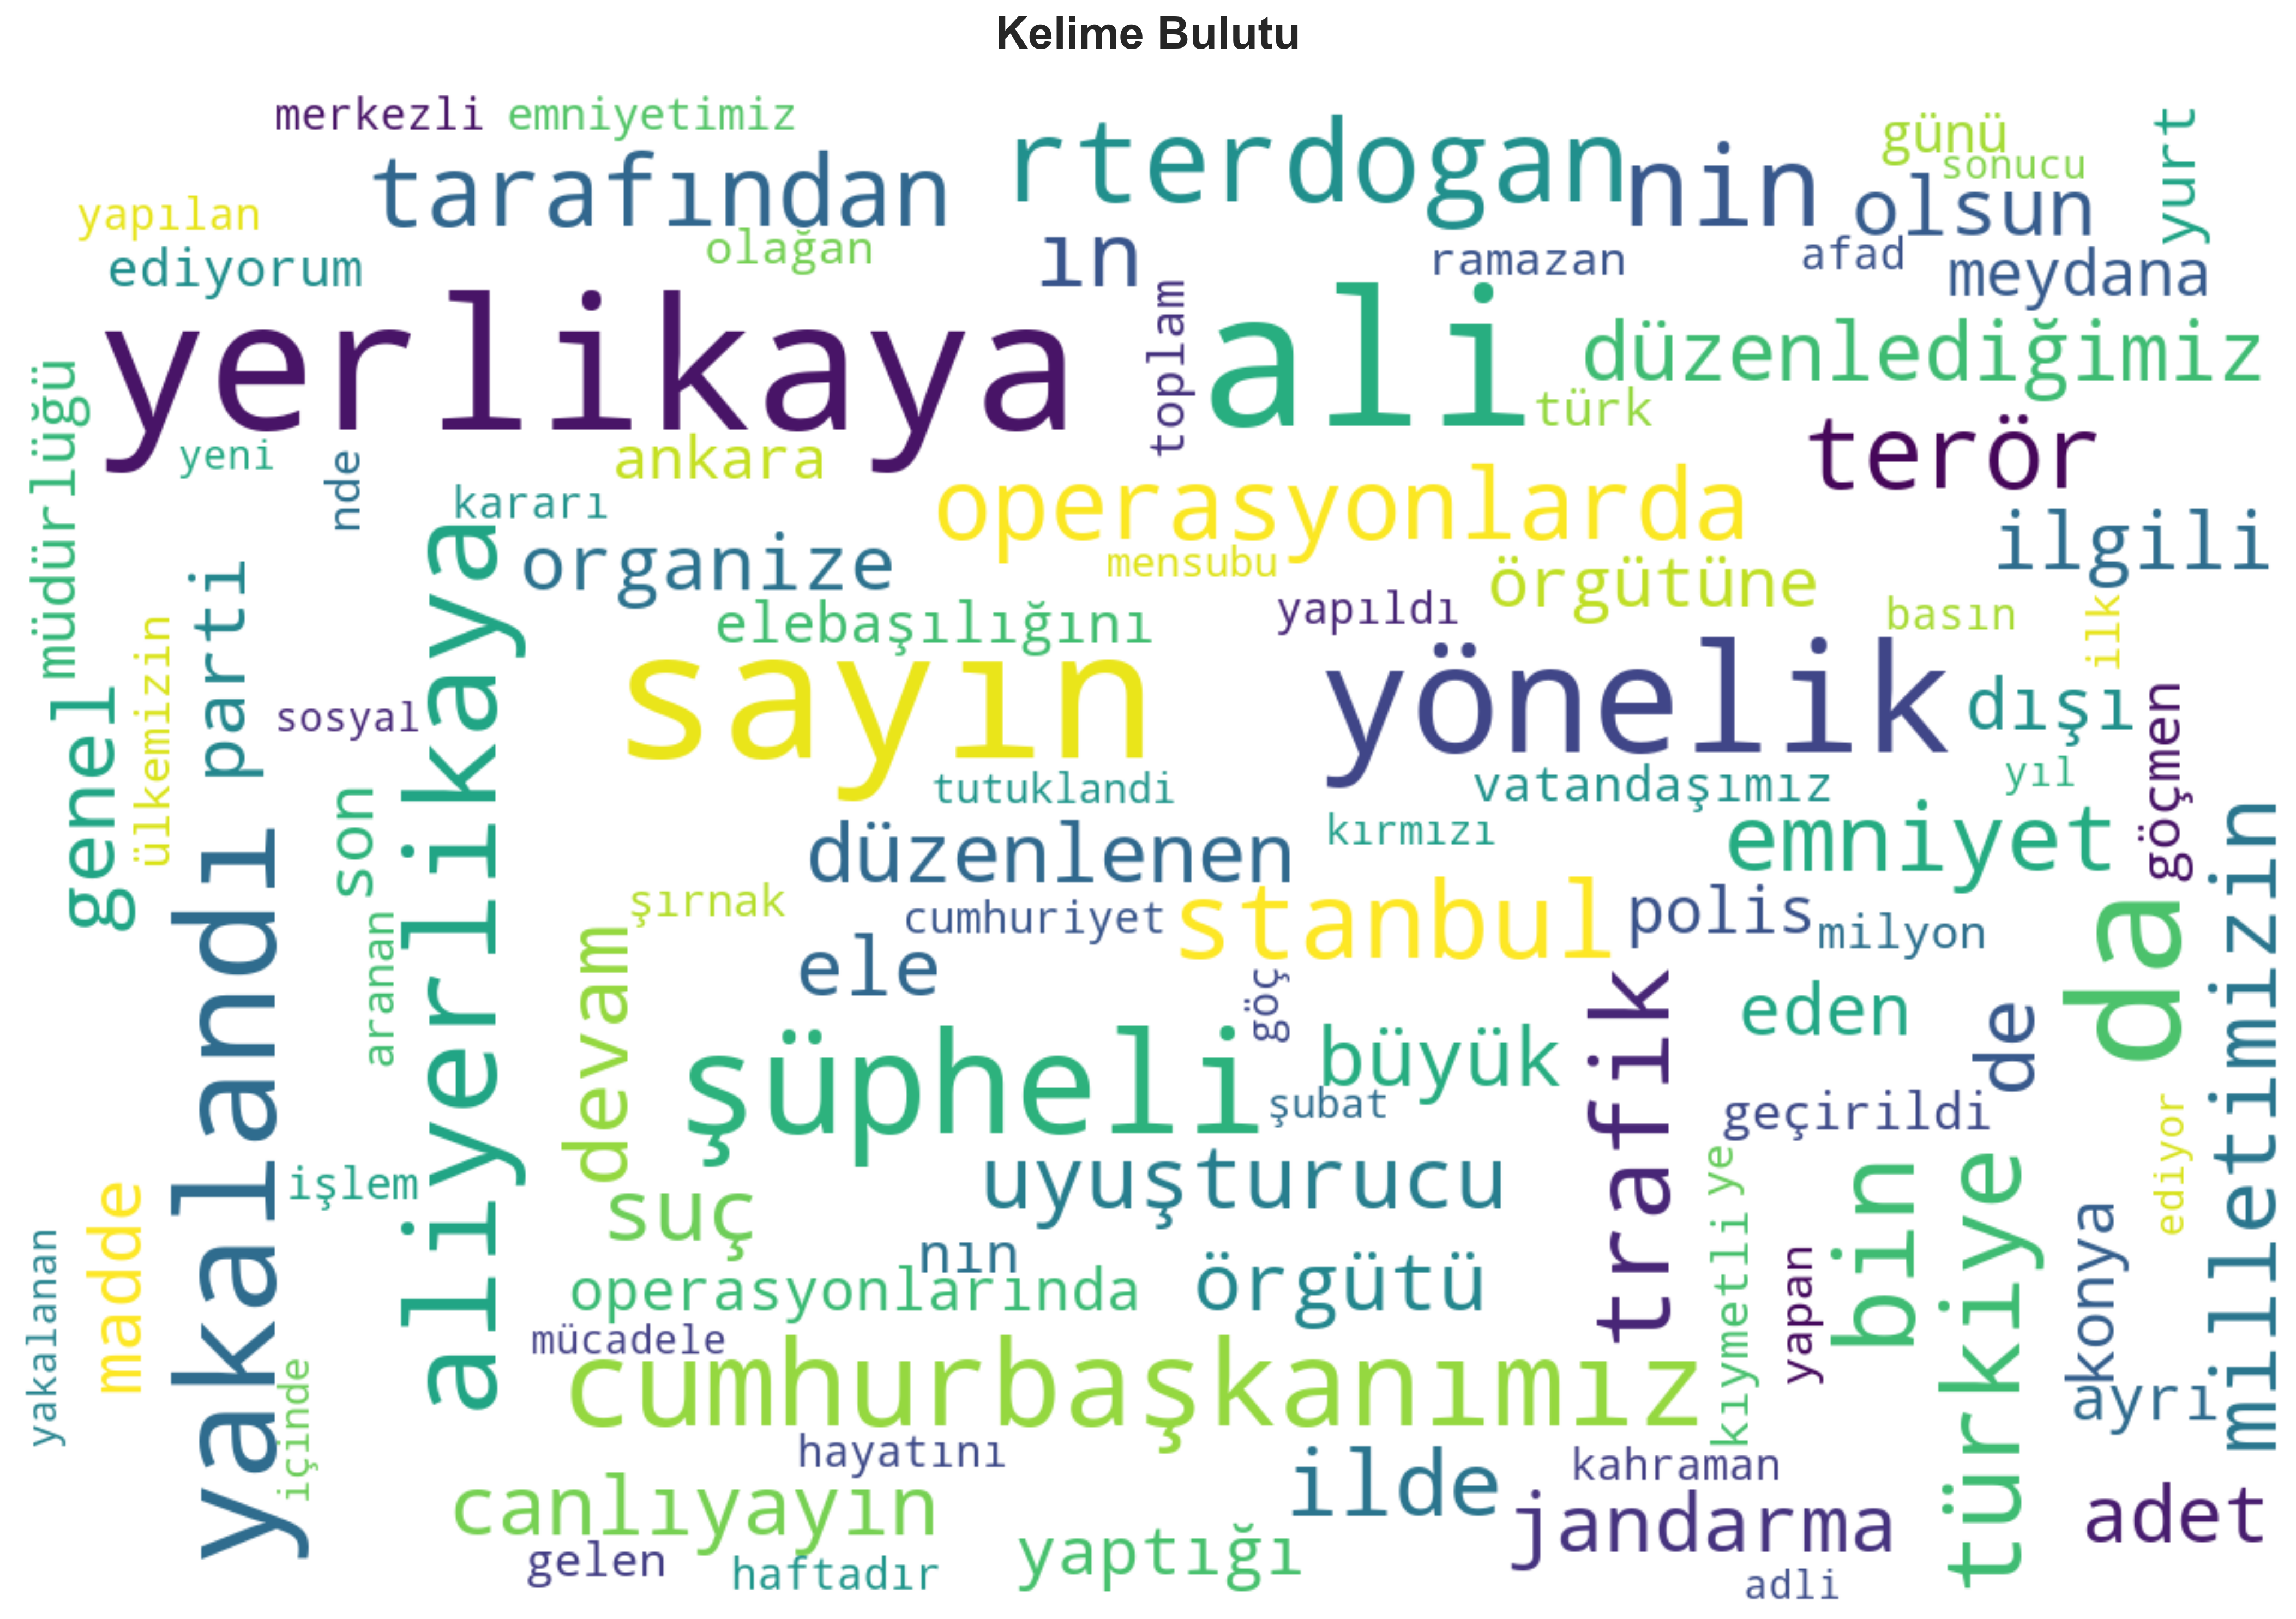 Kelime Bulutu
merkezli
emniyetimiz
rterdogan
günü
yurt
tarafından
nin
sonucu
yapılan
olsun
olağan
ın
ramazan
afad
ediyorum
meydana
yerlikaya
toplam
ali
düzenlediğimiz
müdürlüğü
türk
yeni
nde
ankara
terör
kararı
operasyonlarda
organize
mensubu
ilgili
örgütüne
parti
aliyerlikaya
elebaşılığını
yapıldı
basın
ilk
ülkemizin
genel
sosyal
sayın
yönelik
dışı
göçmen
son
tutuklandi
vatandaşımız
yıl
yakalandı
düzenlenen
kırmızı
emniyet
milletimizin
şırnak
cumhuriyet
stanbul
polis
milyon
da
aranan
devam
ele
göç
trafik
eden
de
şüpheli
büyük
şubat
geçirildi
ediyor
işlem
madde
suç
uyuşturucu
kıymetli ye
bin
türkiye
konya
yakalanan
nın
operasyonlarında
örgütü
yapan
içinde
mücadele
cumhurbaşkanımız
ayrı
hayatını
ilde
kahraman
canlıyayın
jandarma
adet
gelen
haftadır
yaptığı
adli